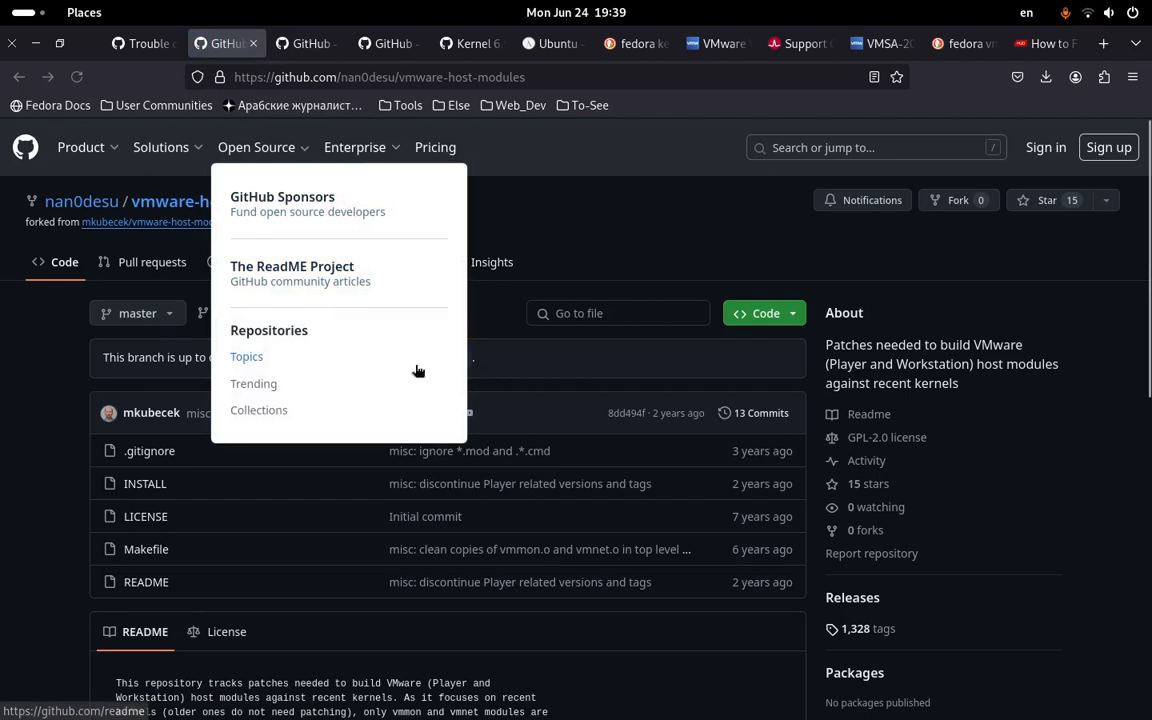 Places
Mon Jun 24 19:39
en
Trouble
GitHub
GitHub -
GitHub -
Kernel 6.
Ubuntu -
fedora ke
VMware
Support
VMSA-20
fedora vm
How to F
https://github.com/nan0desu/vmware-host-modules
Fedora Docs
User Communities
Арабские журналист…
Tools
Else
Web_Dev
To-See
Product
Solutions
Open Source
Enterprise
Pricing
Search or jump to...
/
Sign in
Sign up
GitHub Sponsors
Fund open source developers
The ReadME Project
GitHub community articles
Repositories
Topics
Trending
Collections
nan0desu / vmware-ho
forked from mkubecek/vmware-host-mod
Notifications
Fork 0
Star 15
Code
Pull requests
Insights
master
Go to file
Code
This branch is up to
.
mkubecek misc
8dd494f · 2 years ago
13 Commits
.gitignore misc: ignore *.mod and .*.cmd 3 years ago
INSTALL misc: discontinue Player related versions and tags 2 years ago
LICENSE Initial commit 7 years ago
Makefile misc: clean copies of vmmon.o and vmnet.o in top level ... 6 years ago
README misc: discontinue Player related versions and tags 2 years ago
README
License
This repository tracks patches needed to build VMware (Player and
Workstation) host modules against recent kernels. As it focuses on recent
ls (older ones do not need patching), only vmmon and vmnet modules are
About
Patches needed to build VMware
(Player and Workstation) host modules
against recent kernels
Readme
GPL-2.0 license
Activity
15 stars
0 watching
0 forks
Report repository
Releases
1,328 tags
Packages
No packages published
https://github.com/readme